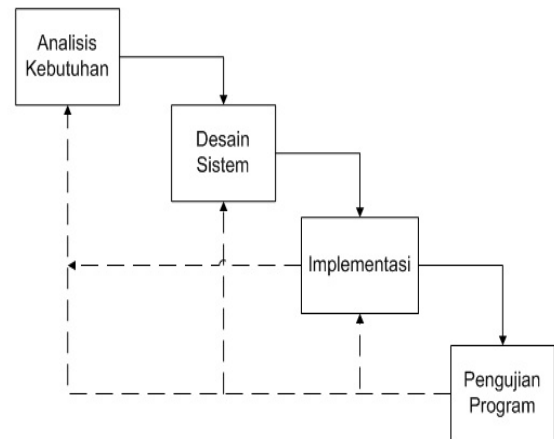 Analisis
Kebutuhan
Desain
Sistem
Implementasi
Pengujian
Program